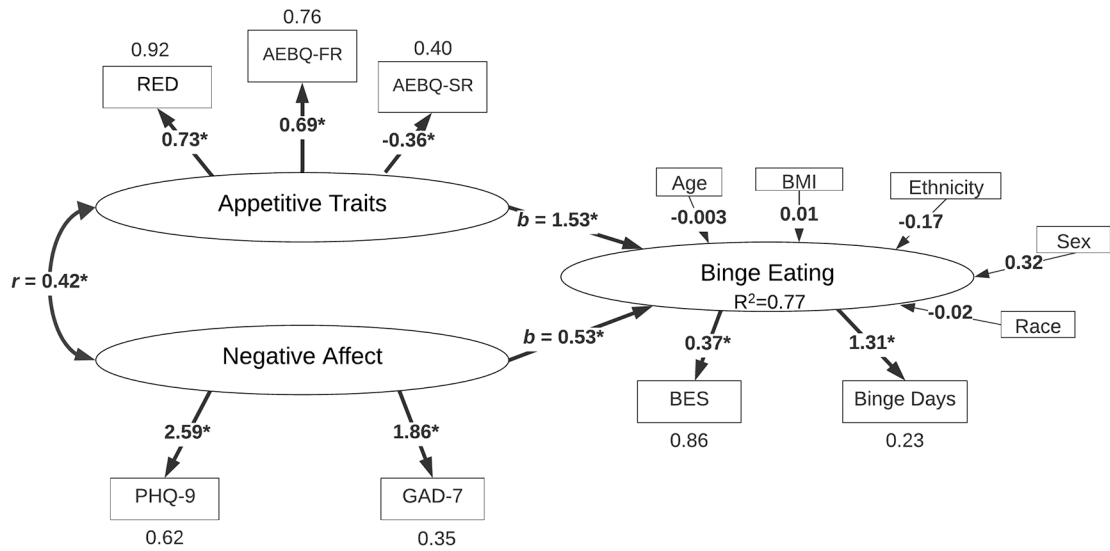 0.76
0.92
0.40
RED
AEBQ-FR
AEBQ-SR
0.73*
0.69*
-0.36*
Appetitive Traits
b = 1.53*
Age
BMI
Ethnicity
-0.003
0.01
-0.17
Sex
0.32
Binge Eating
R²=0.77
-0.02
Race
r = 0.42*
Negative Affect
b = 0.53*
0.37*
1.31*
BES
Binge Days
0.86
0.23
2.59*
1.86*
PHQ-9
GAD-7
0.62
0.35